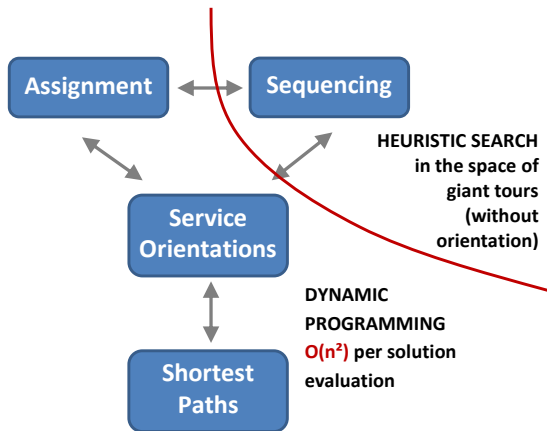 Assignment
Sequencing
HEURISTIC SEARCH
in the space of
giant tours
(without
orientation)
Service
Orientations
DYNAMIC
PROGRAMMING
O(n²) per solution
evaluation
Shortest
Paths